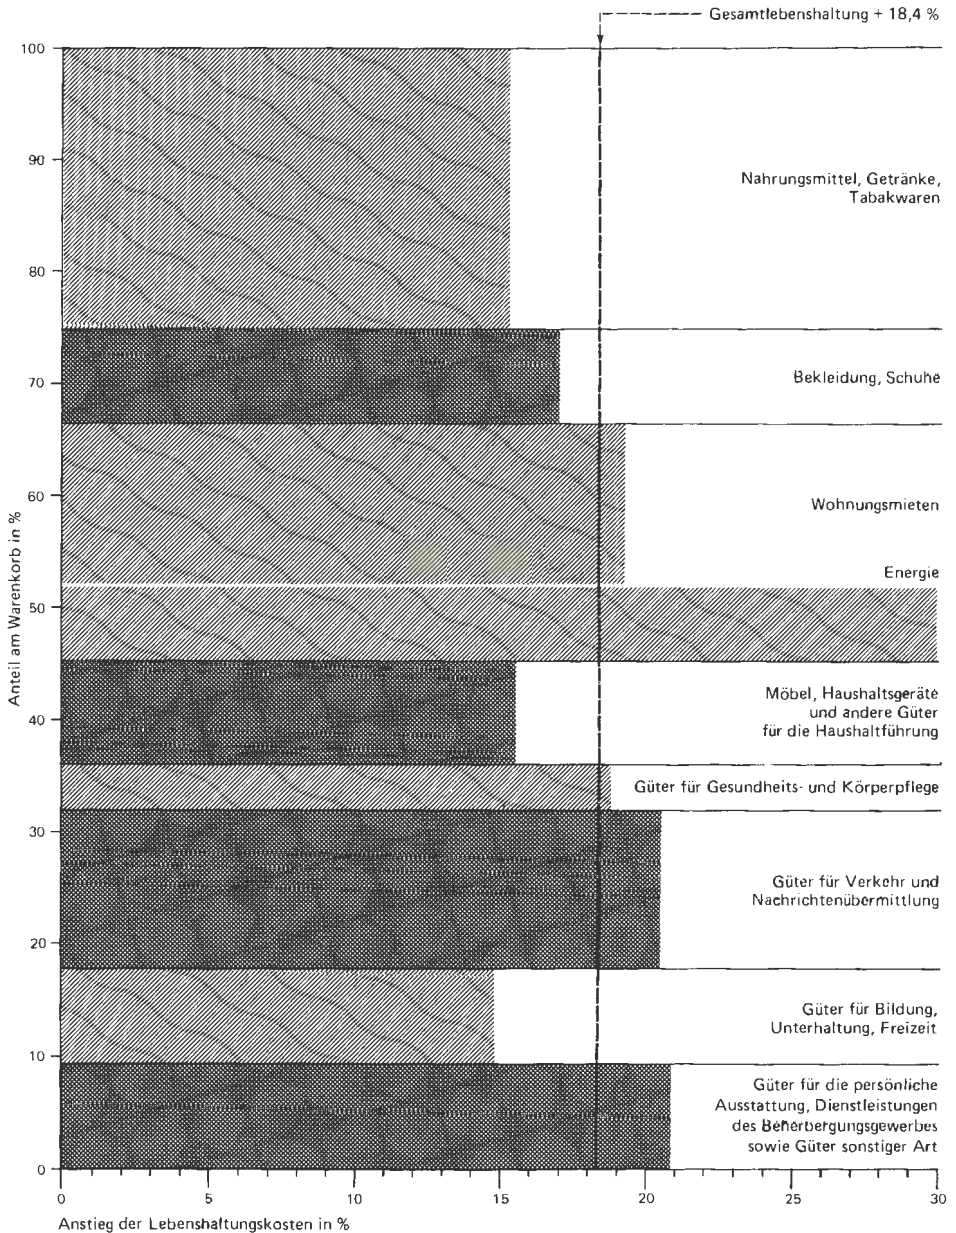 Gesamtlebenshaltung + 18,4 %
100
90
80
70
60
50
40
30
20
10
0
Anteil am Warenkorb in %
Nahrungsmittel, Getränke,
Tabakwaren
Bekleidung, Schuhe
Wohnungsmieten
Energie
Möbel, Haushaltsgeräte
und andere Güter
für die Haushaltführung
Güter für Gesundheits- und Körperpflege
Güter für Verkehr und
Nachrichtenübermittlung
Güter für Bildung,
Unterhaltung, Freizeit
Güter für die persönliche
Ausstattung, Dienstleistungen
des Beherbergungsgewerbes
sowie Güter sonstiger Art
0 5 10 15 20 25 30
Anstieg der Lebenshaltungskosten in %